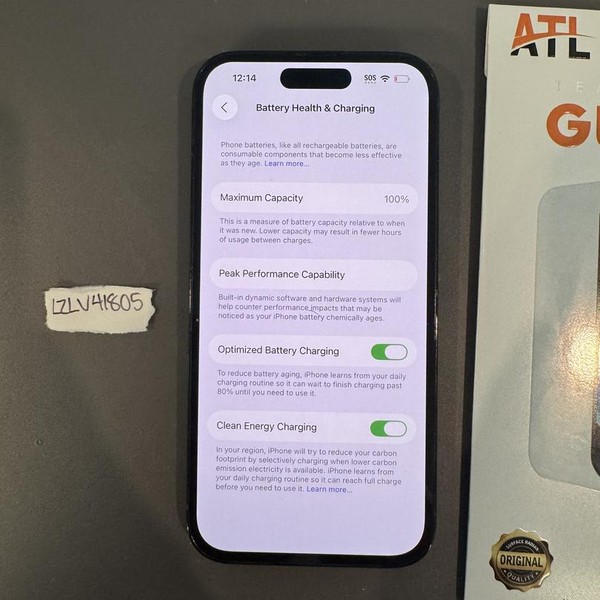 12:14
SOS
Battery Health & Charging
Phone batteries, like all rechargeable batteries, are
consumable components that become less effective
as they age. Learn more...
Maximum Capacity 100%
This is a measure of battery capacity relative to when
it was new. Lower capacity may result in fewer hours
of usage between charges.
Peak Performance Capability
Built-in dynamic software and hardware systems will
help counter performance impacts that may be
noticed as your iPhone battery chemically ages.
Optimized Battery Charging
To reduce battery aging, iPhone learns from your daily
charging routine so it can wait to finish charging past
80% until you need to use it.
Clean Energy Charging
In your region, iPhone will try to reduce your carbon
footprint by selectively charging when lower carbon
emission electricity is available. iPhone learns from
your daily charging routine so it can reach full charge
before you need to use it. Learn more...
LZLV41805
ATL
TE
GU
ORIGINAL
QUALITY